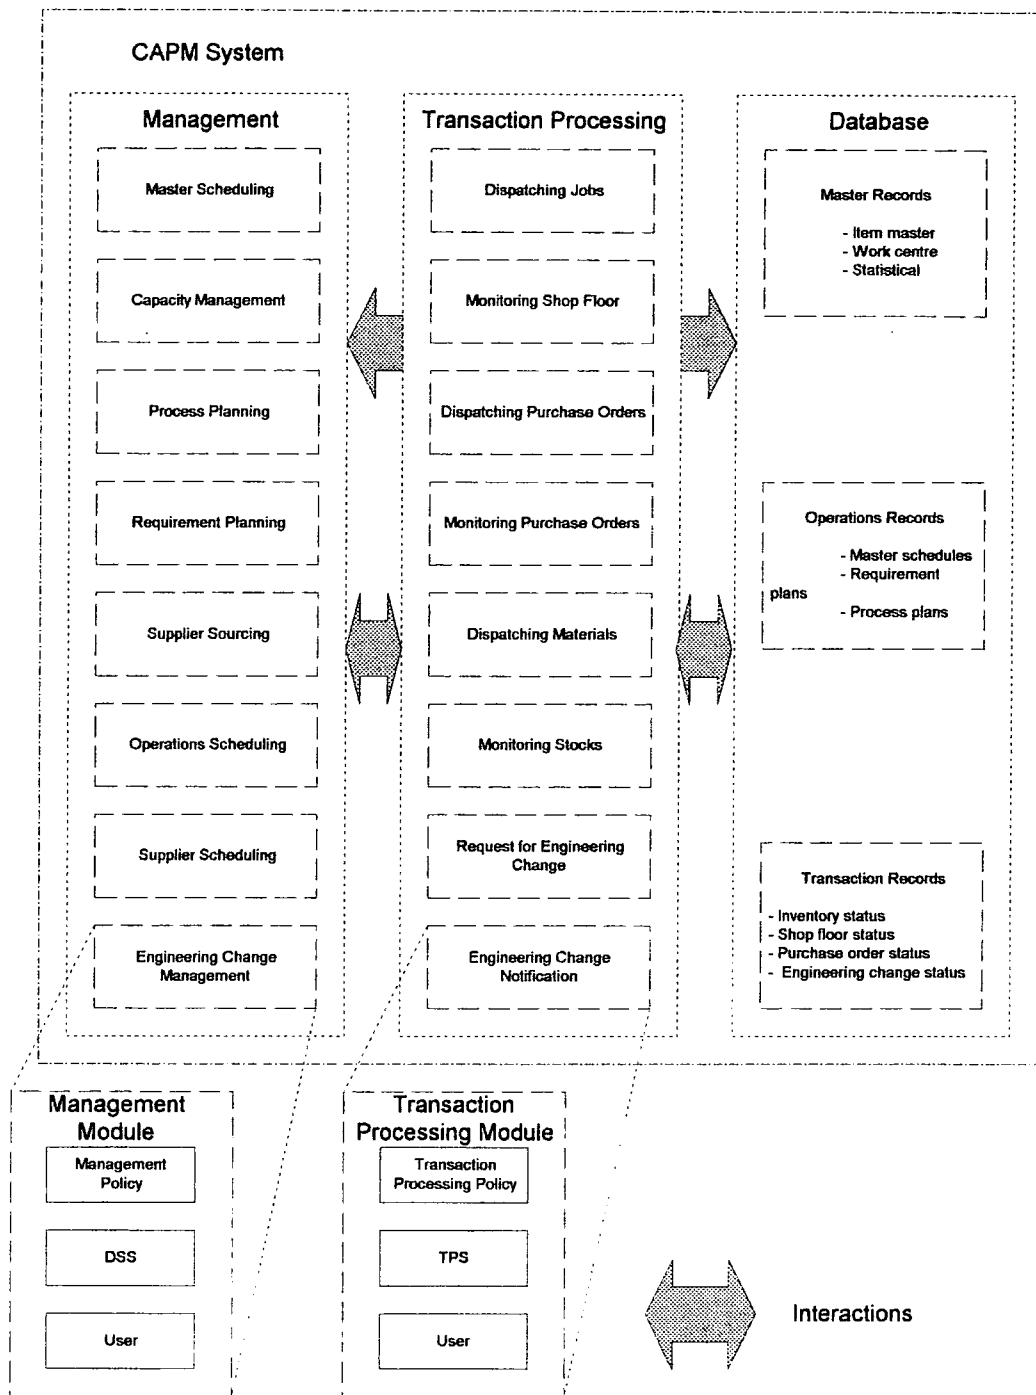 CAPM System
Management
Master Scheduling
Capacity Management
Process Planning
Requirement Planning
Supplier Sourcing
Operations Scheduling
Supplier Scheduling
Engineering Change
Management
Transaction Processing
Dispatching Jobs
Monitoring Shop Floor
Dispatching Purchase Orders
Monitoring Purchase Orders
Dispatching Materials
Monitoring Stocks
Request for Engineering
Change
Engineering Change
Notification
Database
Master Records
- Item master
- Work centre
- Statistical
Operations Records
- Master schedules
- Requirement
plans
- Process plans
Transaction Records
- Inventory status
- Shop floor status
- Purchase order status
- Engineering change status
Management
Module
Management
Policy
DSS
User
Transaction
Processing Module
Transaction
Processing Policy
TPS
User
Interactions